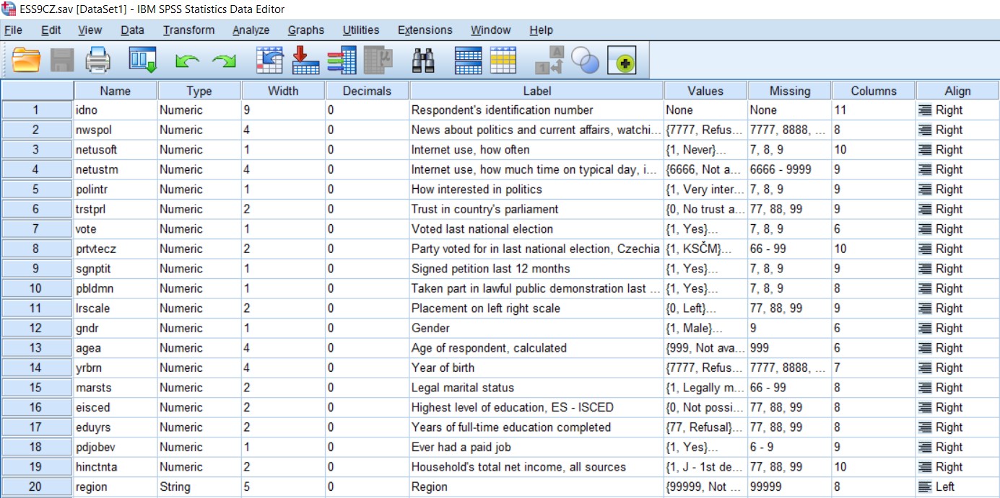 ESS9CZ.sav [DataSet1] - IBM SPSS Statistics Data Editor
File Edit View Data Transform Analyze Graphs Utilities Extensions Window Help
Name Type Width Decimals Label Values Missing Columns Align
1 idno Numeric 9 0 Respondent's identification number None None 11 Right
2 nwspol Numeric 4 0 News about politics and current affairs, watchi... {7777, Refus... 7777, 8888, ... 8 Right
3 netusoft Numeric 1 0 Internet use, how often {1, Never}... 7, 8, 9 10 Right
4 netustm Numeric 4 0 Internet use, how much time on typical day, i... {6666, Not a... 6666 - 9999 9 Right
5 polintr Numeric 1 0 How interested in politics {1, Very inter... 7, 8, 9 9 Right
6 trstprl Numeric 2 0 Trust in country's parliament {0, No trust a... 77, 88, 99 9 Right
7 vote Numeric 1 0 Voted last national election {1, Yes}... 7, 8, 9 6 Right
8 prtvtecz Numeric 2 0 Party voted for in last national election, Czechia {1, KSČM}... 66 - 99 10 Right
9 sgnptit Numeric 1 0 Signed petition last 12 months {1, Yes}... 7, 8, 9 9 Right
10 pbldmn Numeric 1 0 Taken part in lawful public demonstration last ... {1, Yes}... 7, 8, 9 8 Right
11 lrscale Numeric 2 0 Placement on left right scale {0, Left}... 77, 88, 99 9 Right
12 gndr Numeric 1 0 Gender {1, Male}... 9 6 Right
13 agea Numeric 4 0 Age of respondent, calculated {999, Not ava... 999 6 Right
14 yrbrn Numeric 4 0 Year of birth {7777, Refus... 7777, 8888, ... 7 Right
15 marsts Numeric 2 0 Legal marital status {1, Legally m... 66 - 99 8 Right
16 eisced Numeric 2 0 Highest level of education, ES - ISCED {0, Not possi... 77, 88, 99 8 Right
17 eduyrs Numeric 2 0 Years of full-time education completed {77, Refusal}... 77, 88, 99 8 Right
18 pdjobev Numeric 1 0 Ever had a paid job {1, Yes}... 6 - 9 9 Right
19 hinctnta Numeric 2 0 Household's total net income, all sources {1, J - 1st de... 77, 88, 99 10 Right
20 region String 5 0 Region {99999, Not ... 99999 8 Left